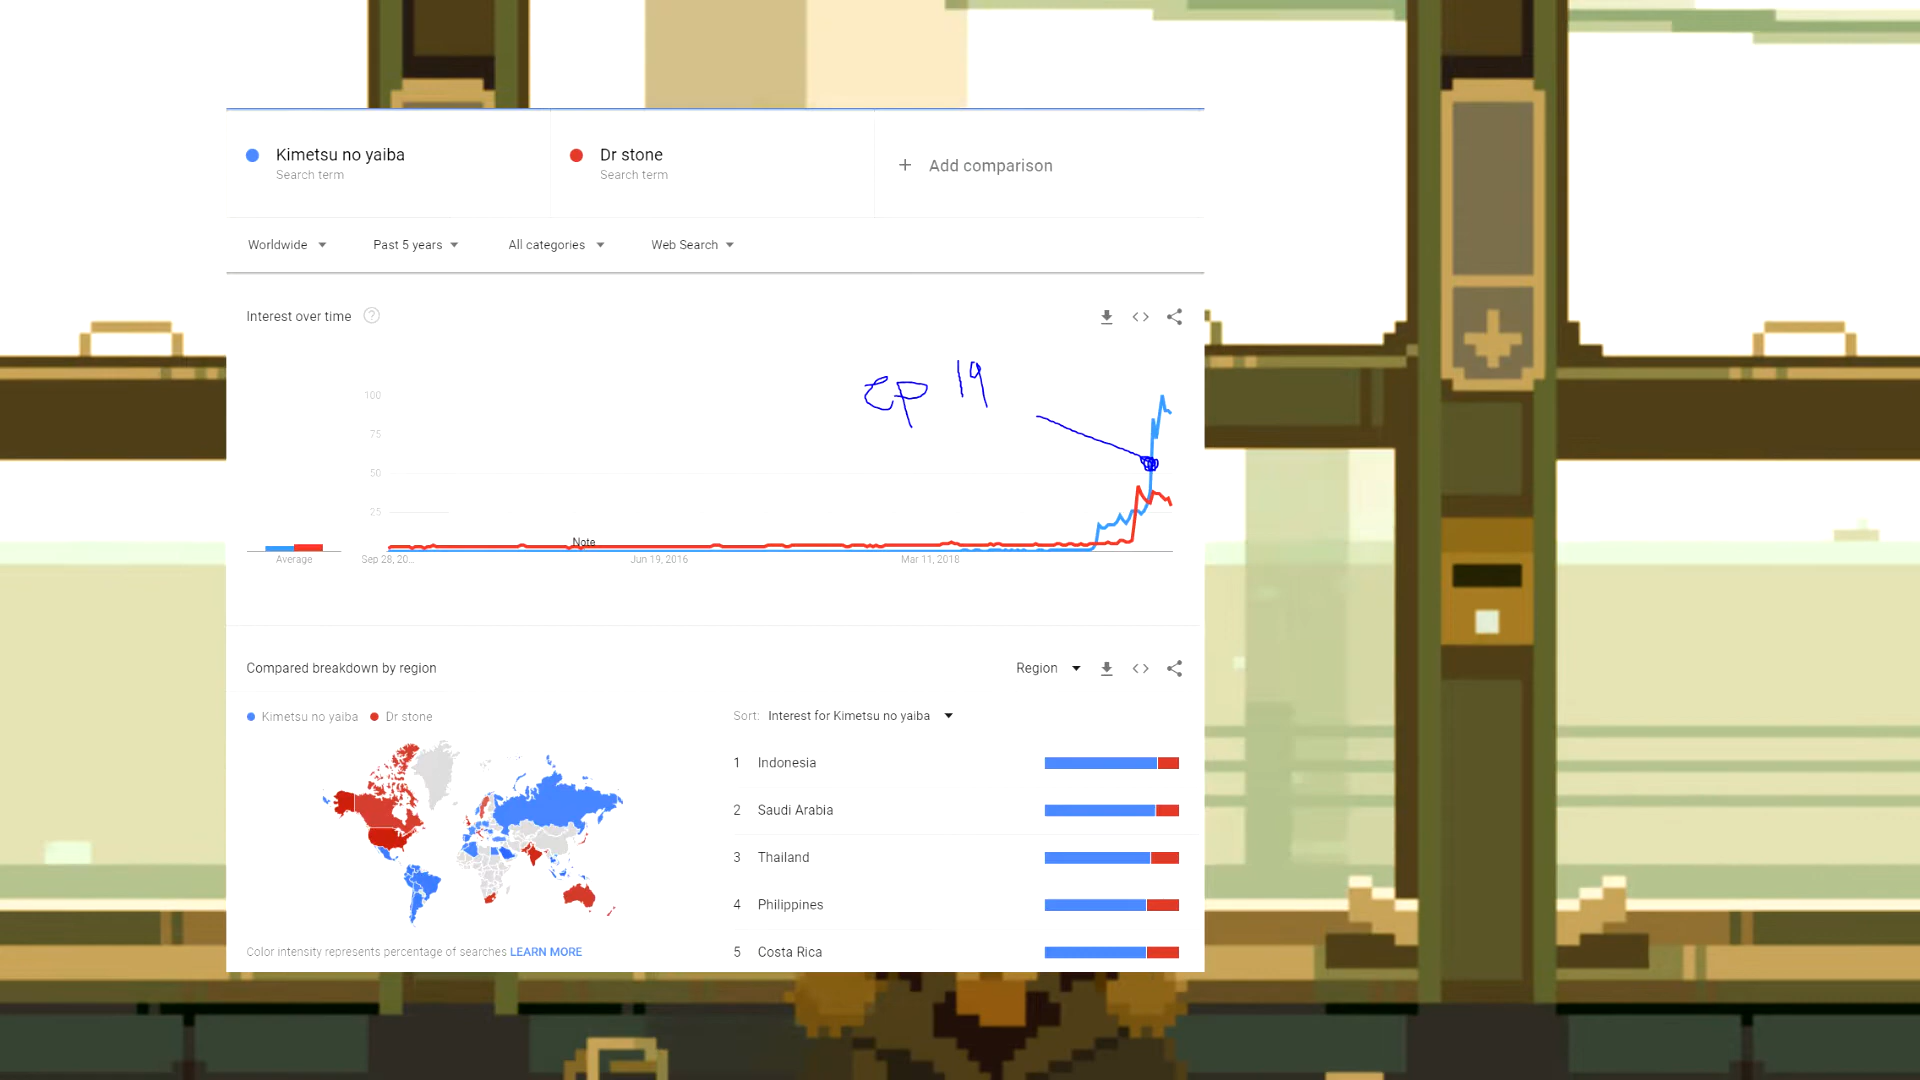 Kimetsu no yaiba
Search term
Dr stone
Search term
+ Add comparison
Worldwide
Past 5 years
All categories
Web Search
Interest over time ?
ep 19
100
75
50
25
Note
Average
Sep 28, 20...
Jun 19, 2016
Mar 11, 2018
Compared breakdown by region
Region
Kimetsu no yaiba
Dr stone
Sort: Interest for Kimetsu no yaiba
1 Indonesia
2 Saudi Arabia
3 Thailand
4 Philippines
5 Costa Rica
Color intensity represents percentage of searches LEARN MORE